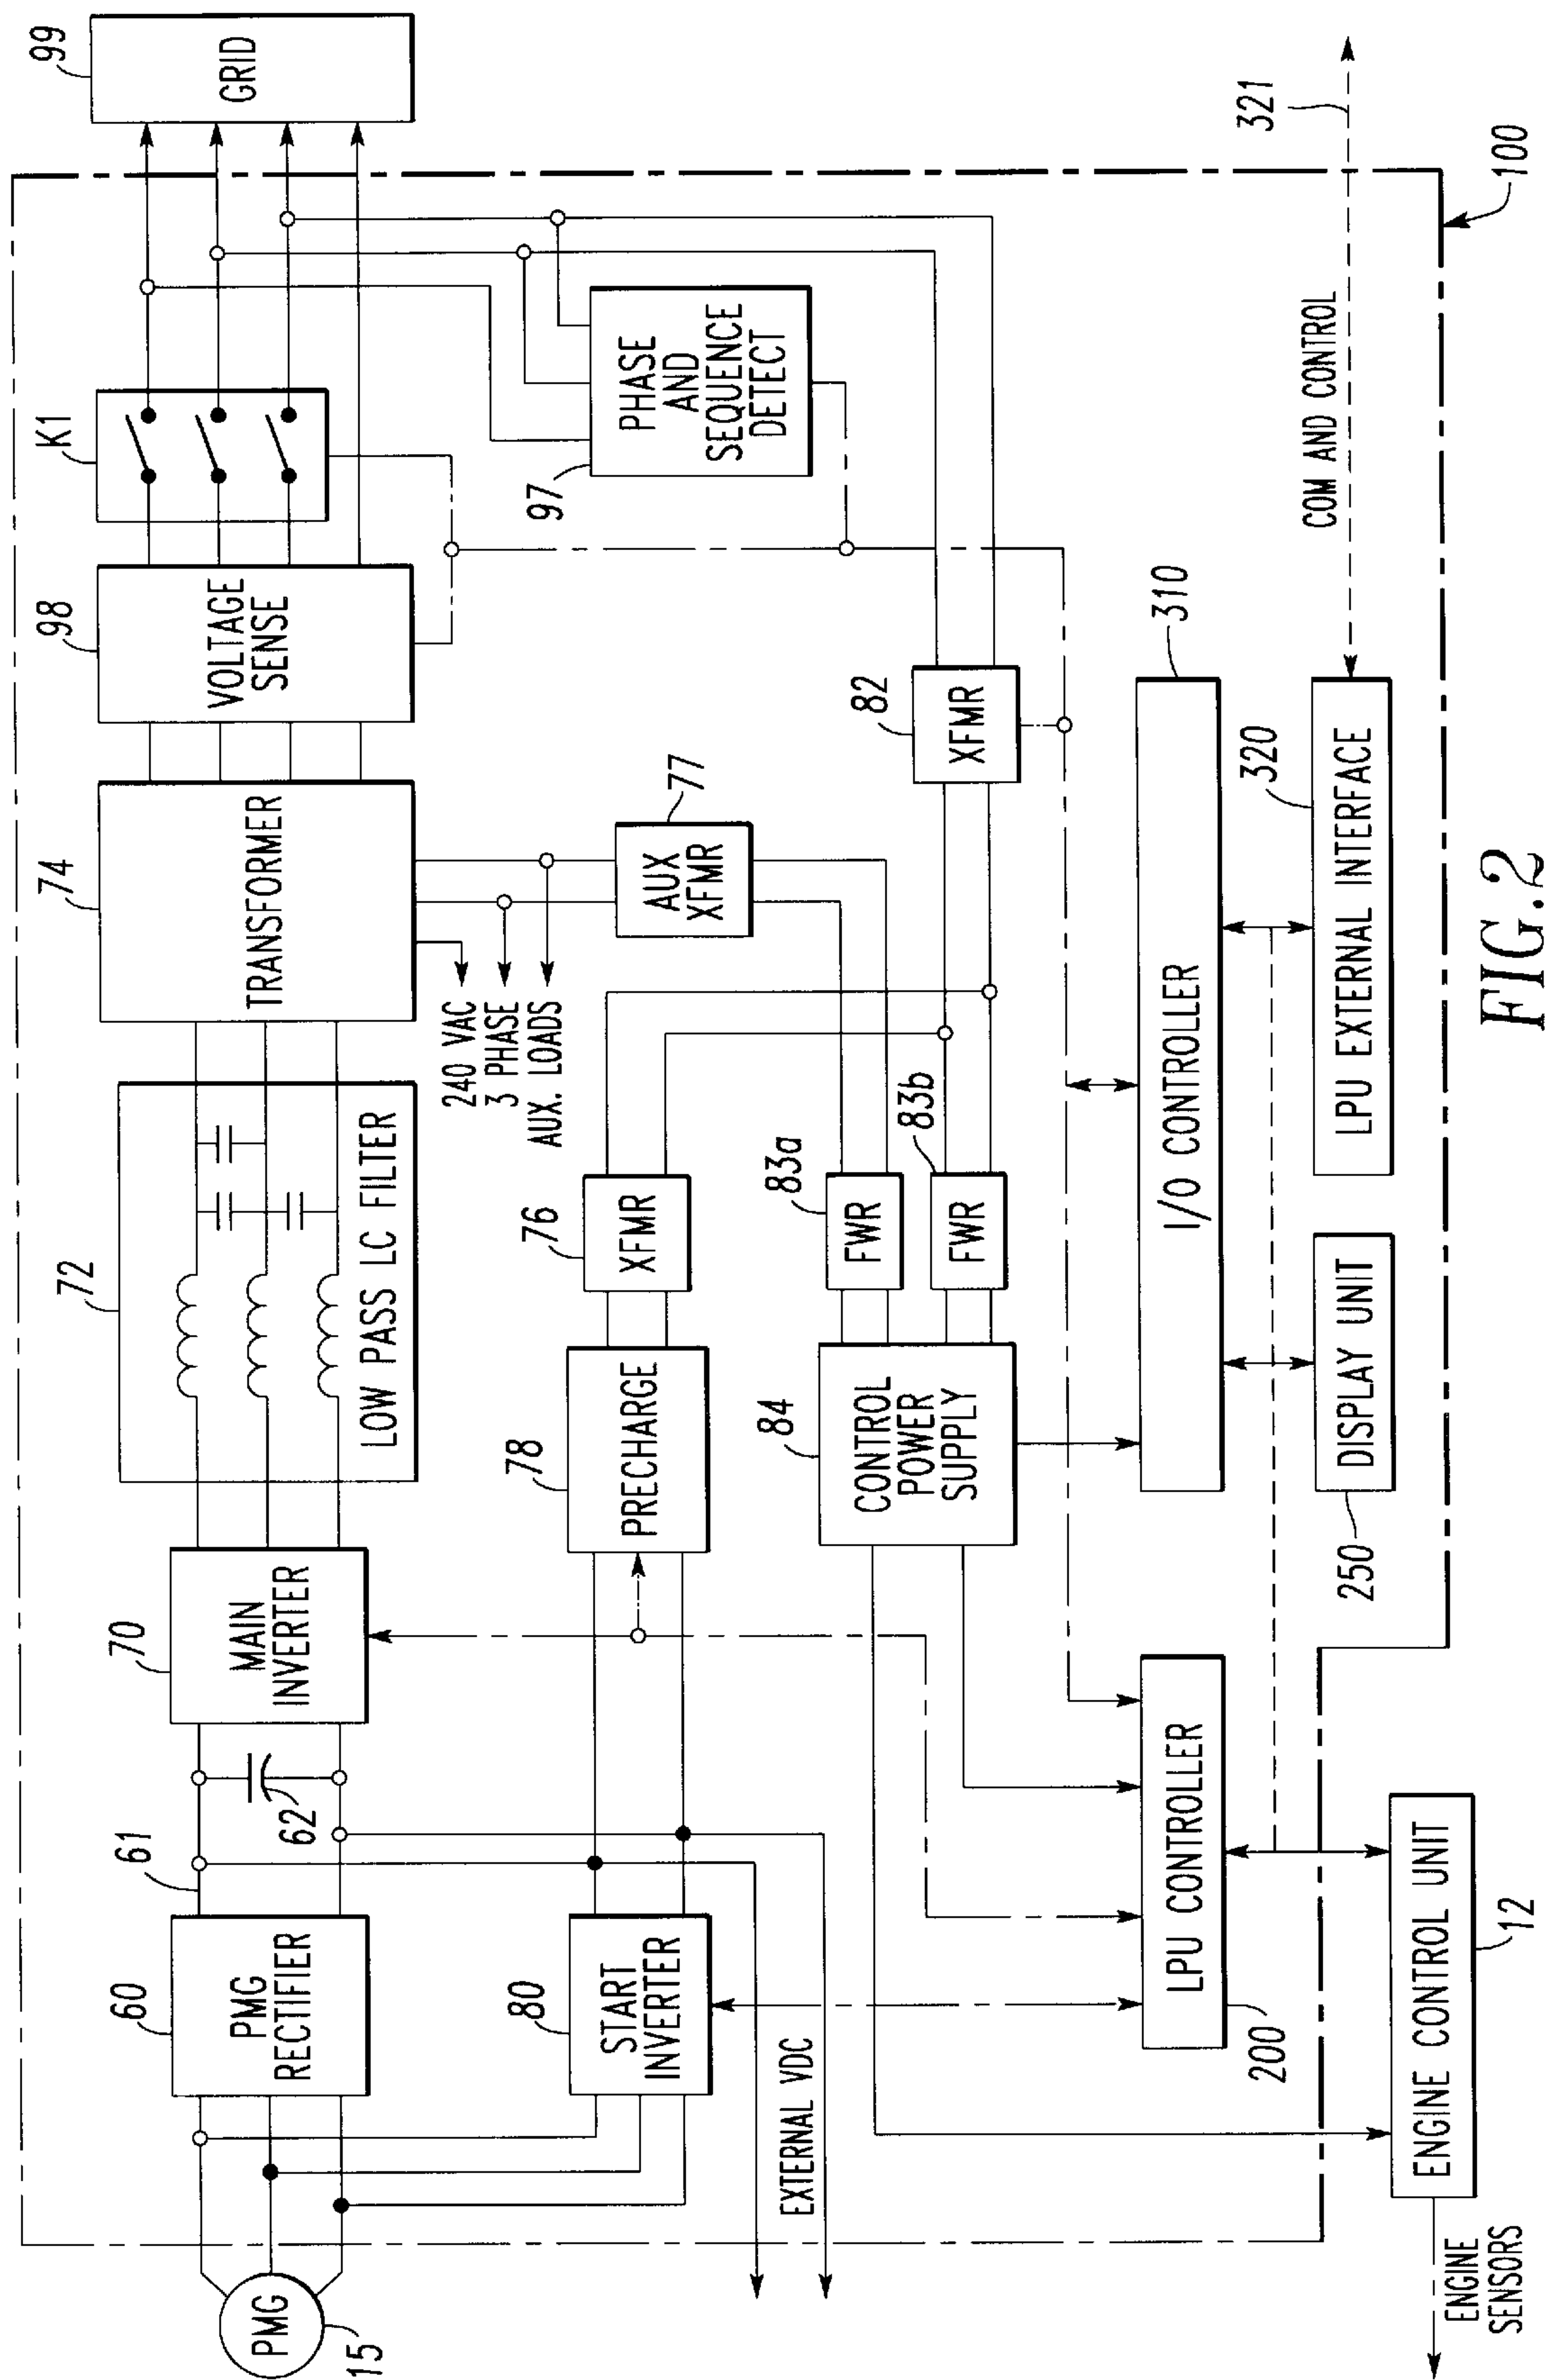 99
GRID
K1
98
VOLTAGE
SENSE
74
TRANSFORMER
72
LOW PASS LC FILTER
70
MAIN
INVERTER
62
61
60
PMG
RECTIFIER
PMG
15
97
PHASE
AND
SEQUENCE
DETECT
77
AUX
XFMR
240 VAC
3 PHASE
AUX. LOADS
76
XFMR
78
PRECHARGE
80
START
INVERTER
EXTERNAL VDC
82
XFMR
83a
FWR
83b
FWR
84
CONTROL
POWER
SUPPLY
310
I/O CONTROLLER
LPU CONTROLLER
200
321
COM AND CONTROL
320
LPU EXTERNAL INTERFACE
DISPLAY UNIT
250
ENGINE CONTROL UNIT
12
ENGINE
SENSORS
100
FIG.2